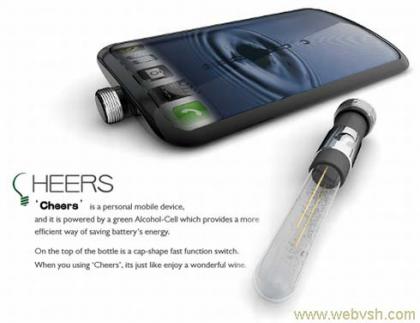 CHEERS
‘Cheers’ is a personal mobile device,
and it is powered by a green Alcohol-Cell which provides a more
efficient way of saving battery's energy.
On the top of the bottle is a cap-shape fast function switch.
When you using ‘Cheers’, its just like enjoy a wonderful wine.
www.webvsh.com